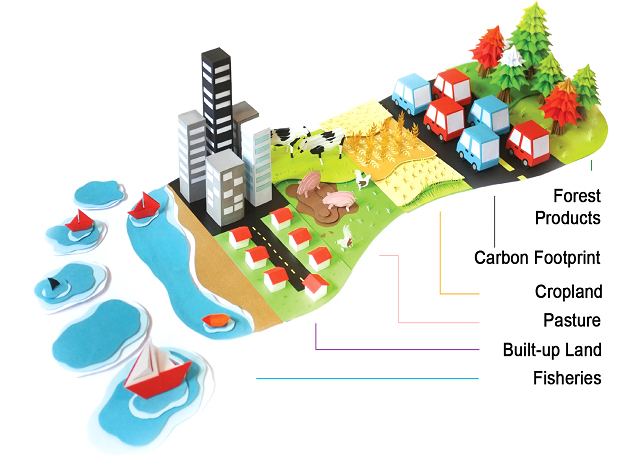 Forest
Products
Carbon Footprint
Cropland
Pasture
Built-up Land
Fisheries